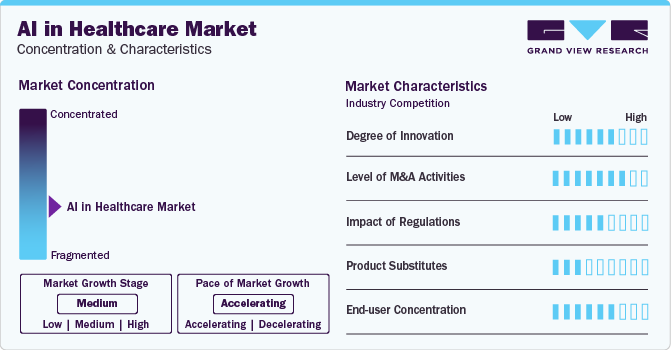 AI in Healthcare Market
Concentration & Characteristics
GRAND VIEW RESEARCH
Market Concentration
Concentrated
AI in Healthcare Market
Fragmented
Market Growth Stage
Medium
Low | Medium | High
Pace of Market Growth
Accelerating
Accelerating | Decelerating
Market Characteristics
Industry Competition
Low High
Degree of Innovation
Level of M&A Activities
Impact of Regulations
Product Substitutes
End-user Concentration